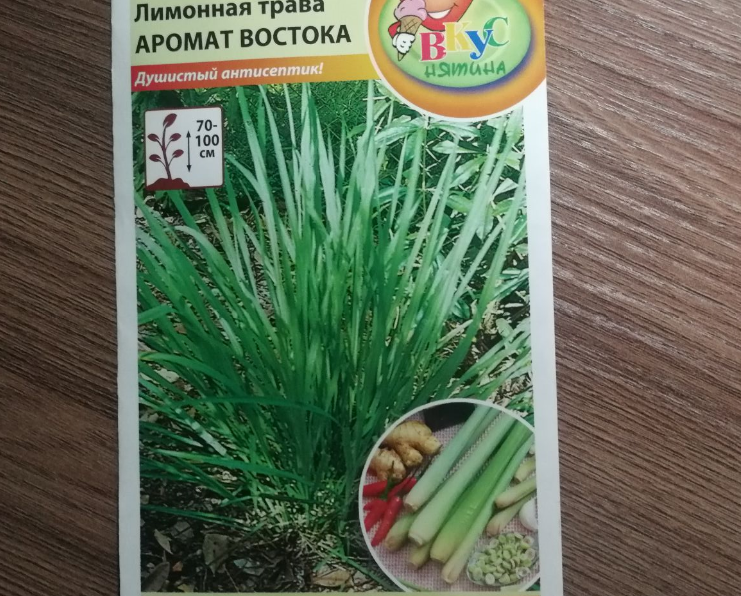 Лимонная трава
АРОМАТ ВОСТОКА
Душистый антисептик!
ВКУС
НЯТИНА
70-
100
см